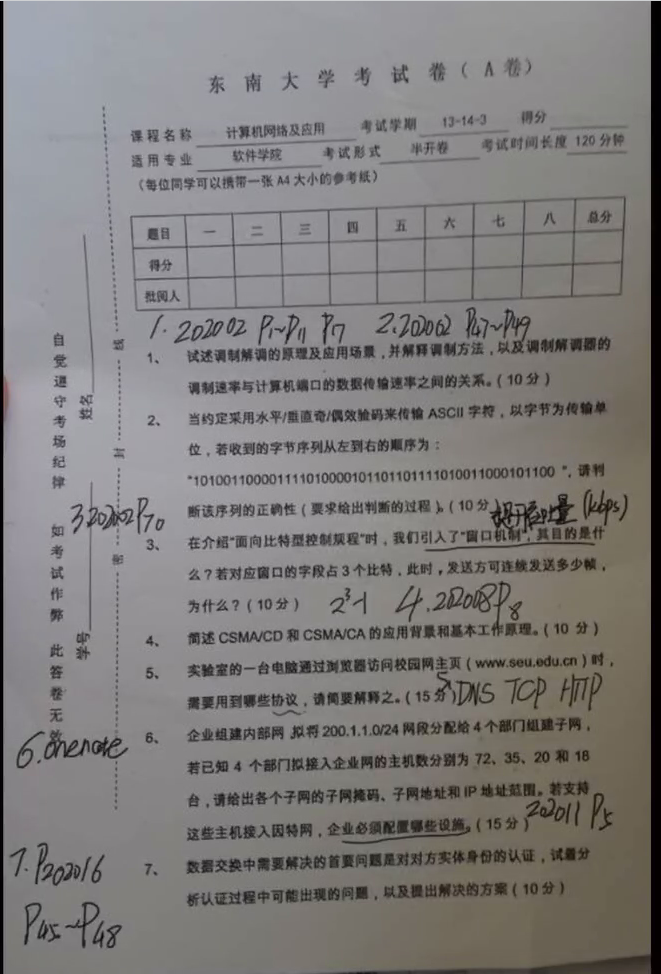 东南大学考试卷（A卷）
课程名称 计算机网络及应用 考试学期 13-14-3 得分
适用专业 软件学院 考试形式 半开卷 考试时间长度 120分钟
（每位同学可以携带一张A4大小的参考纸）
题目 一 二 三 四 五 六 七 八 总分
得分
批阅人
1. 202002 P1~P11 P17 2. 202002 P47~P49
1、 试述调制解调的原理及应用场景，并解释调制方法，以及调制解调器的
调制速率与计算机端口的数据传输速率之间的关系。（10分）
2、 当约定采用水平/垂直奇/偶效验码来传输ASCII字符，以字节为传输单
位，若收到的字节序列从左到右的顺序为：
“10100110000111101000010110110111101001100010110 0”，请判
断该序列的正确性（要求给出判断的过程）。（10分）
提高吞吐量 (kbps)
3. 202002 P70
3、 在介绍“面向比特型控制规程”时，我们引入了“窗口机制”，其目的是什
么？若对应窗口的字段占3个比特，此时，发送方可连续发送多少帧，
为什么？（10分） 2³-1 4. 202008 P8
4、 简述CSMA/CD和CSMA/CA的应用背景和基本工作原理。（10 分）
5、 实验室的一台电脑通过浏览器访问校园网主页（www.seu.edu.cn）时，
需要用到哪些协议，请简要解释之。（15分） 5. DNS TCP HTTP
6. onenote
6、 企业组建内部网，拟将200.1.1.0/24网段分配给4个部门组建子网，
若已知4个部门拟接入企业网的主机数分别为72、35、20和18
台，请给出各个子网的子网掩码、子网地址和IP地址范围。若支持
这些主机接入因特网，企业必须配置哪些设施。（15分） 202011 P5
7. P202016
P45~P48
7、 数据交换中需要解决的首要问题是对对方实体身份的认证，试着分
析认证过程中可能出现的问题，以及提出解决的方案（10分）
自觉遵守考场纪律 如考试作弊 此答卷无效
姓名
学号
线
封
密